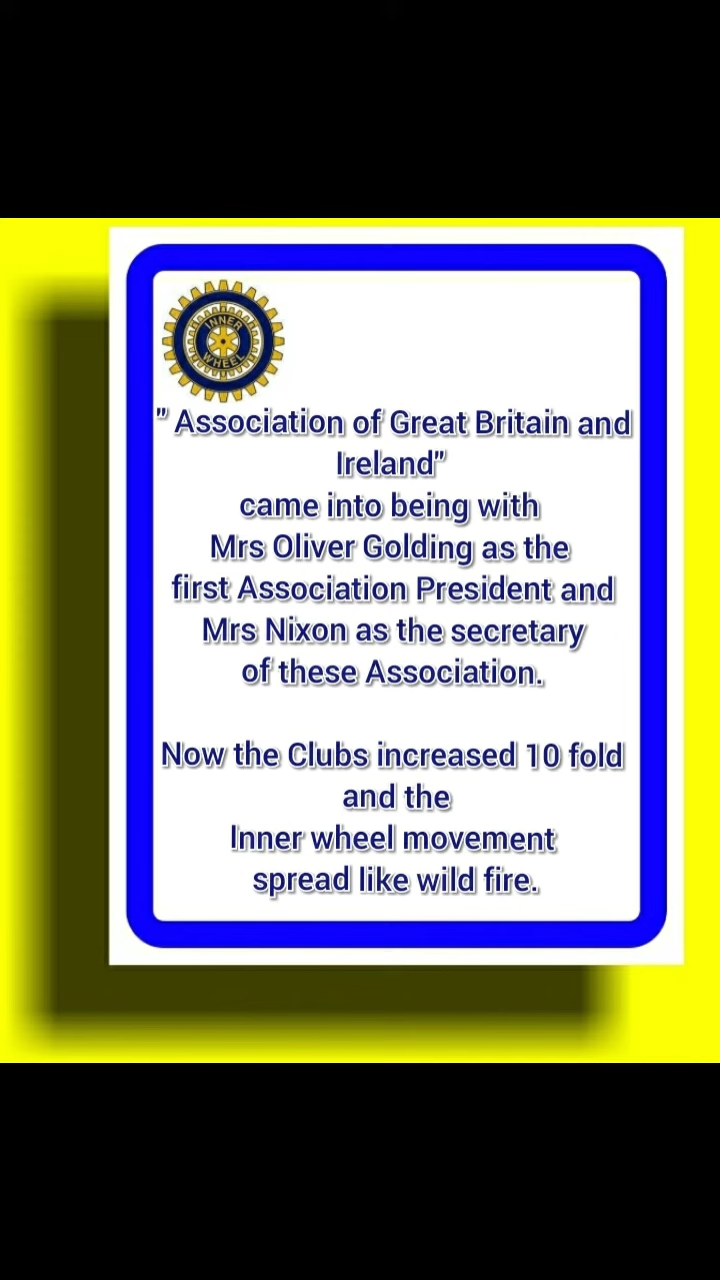 INNER
WHEEL
" Association of Great Britain and
Ireland"
came into being with
Mrs Oliver Golding as the
first Association President and
Mrs Nixon as the secretary
of these Association.
Now the Clubs increased 10 fold
and the
Inner wheel movement
spread like wild fire.